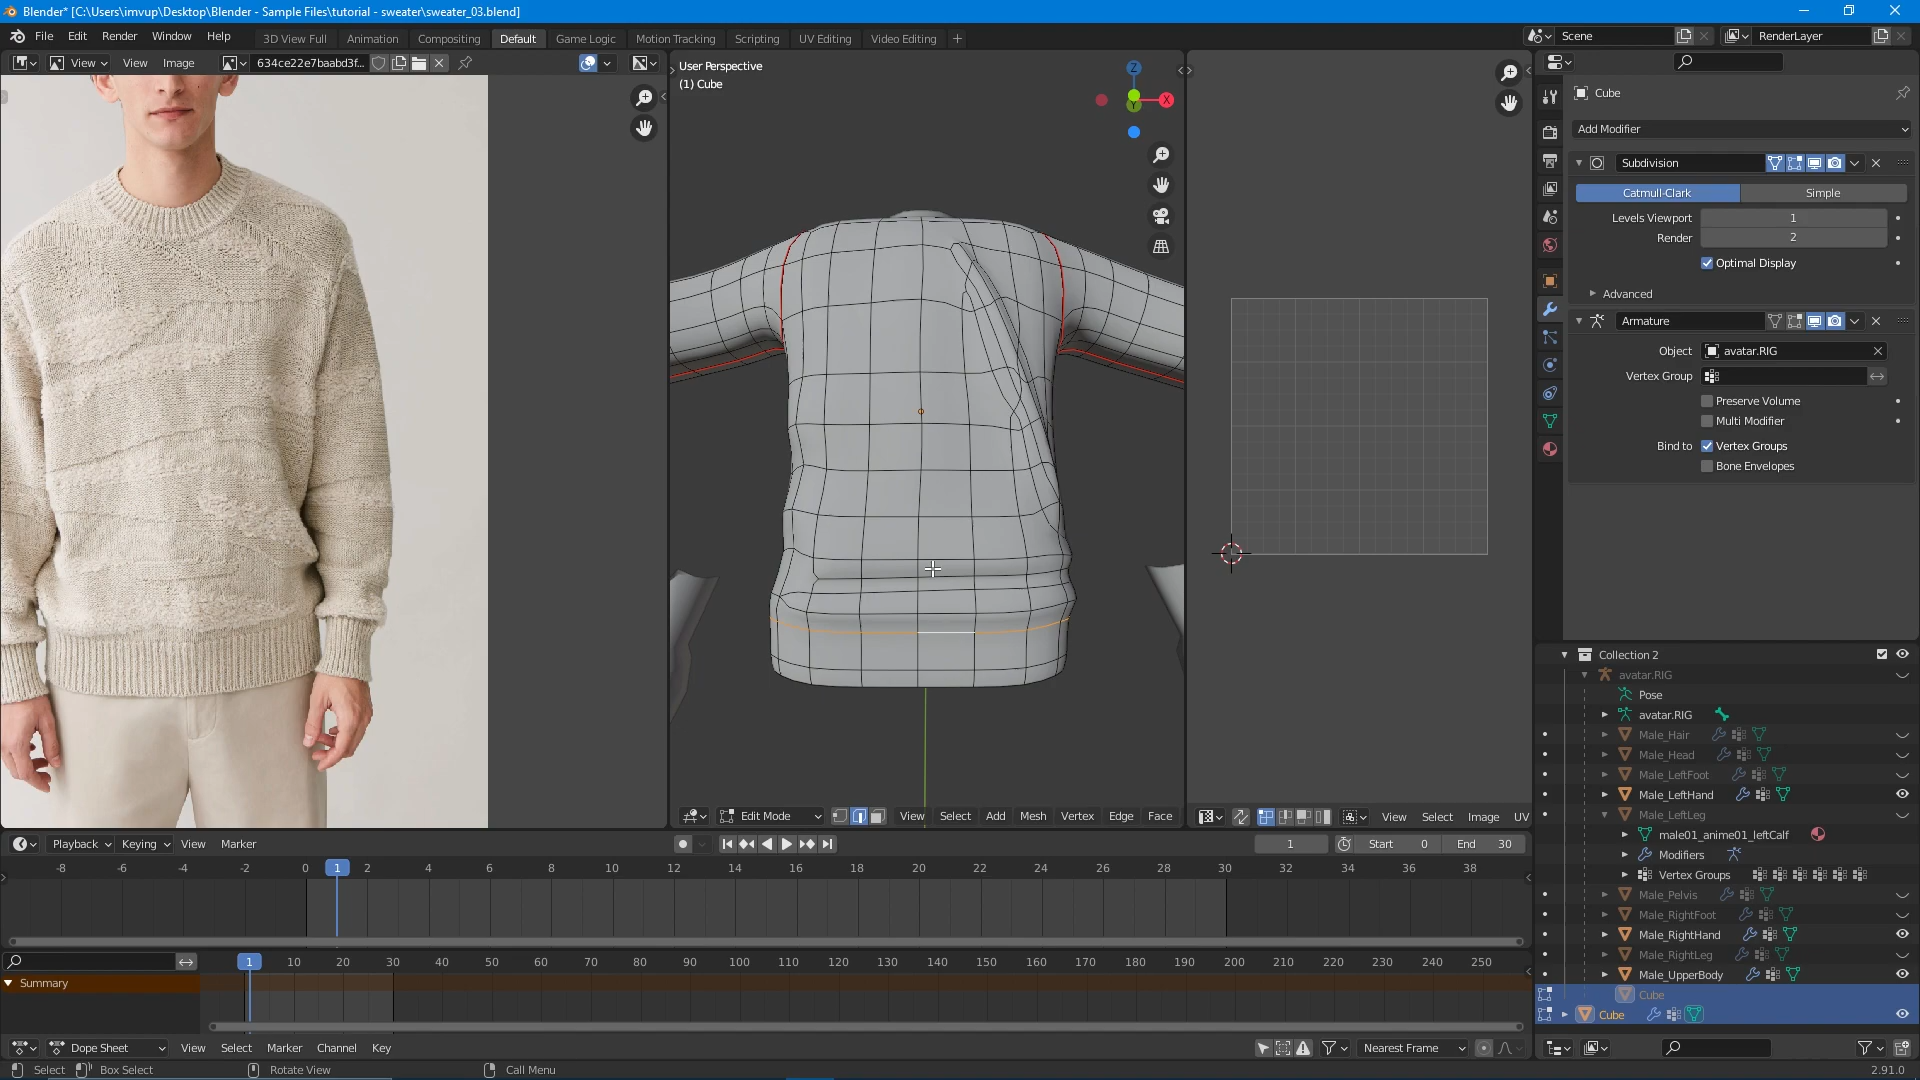 Blender* [C:\Users\imvup\Desktop\Blender - Sample Files\tutorial - sweater\sweater_03.blend]
File Edit Render Window Help
3D View Full Animation Compositing Default Game Logic Motion Tracking Scripting UV Editing Video Editing +
Scene
RenderLayer
View View Image 634ce22e7baabd3f...
User Perspective
(1) Cube
Z
X
Y
Cube
Add Modifier
Subdivision
Catmull-Clark Simple
Levels Viewport 1
Render 2
Optimal Display
Advanced
Armature
Object avatar.RIG
Vertex Group
Preserve Volume
Multi Modifier
Bind to Vertex Groups
Bone Envelopes
Collection 2
avatar.RIG
Pose
avatar.RIG
Male_Hair
Male_Head
Male_LeftFoot
Male_LeftHand
Male_LeftLeg
male01_anime01_leftCalf
Modifiers
Vertex Groups
Male_Pelvis
Male_RightFoot
Male_RightHand
Male_RightLeg
Male_UpperBody
Cube
Cube
Edit Mode View Select Add Mesh Vertex Edge Face
View Select Image UV
Playback Keying View Marker
1 Start 0 End 30
-8 -6 -4 -2 0 1 2 4 6 8 10 12 14 16 18 20 22 24 26 28 30 32 34 36 38
1 10 20 30 40 50 60 70 80 90 100 110 120 130 140 150 160 170 180 190 200 210 220 230 240 250
Summary
Dope Sheet View Select Marker Channel Key
Nearest Frame
Select Box Select Rotate View Call Menu
2.91.0